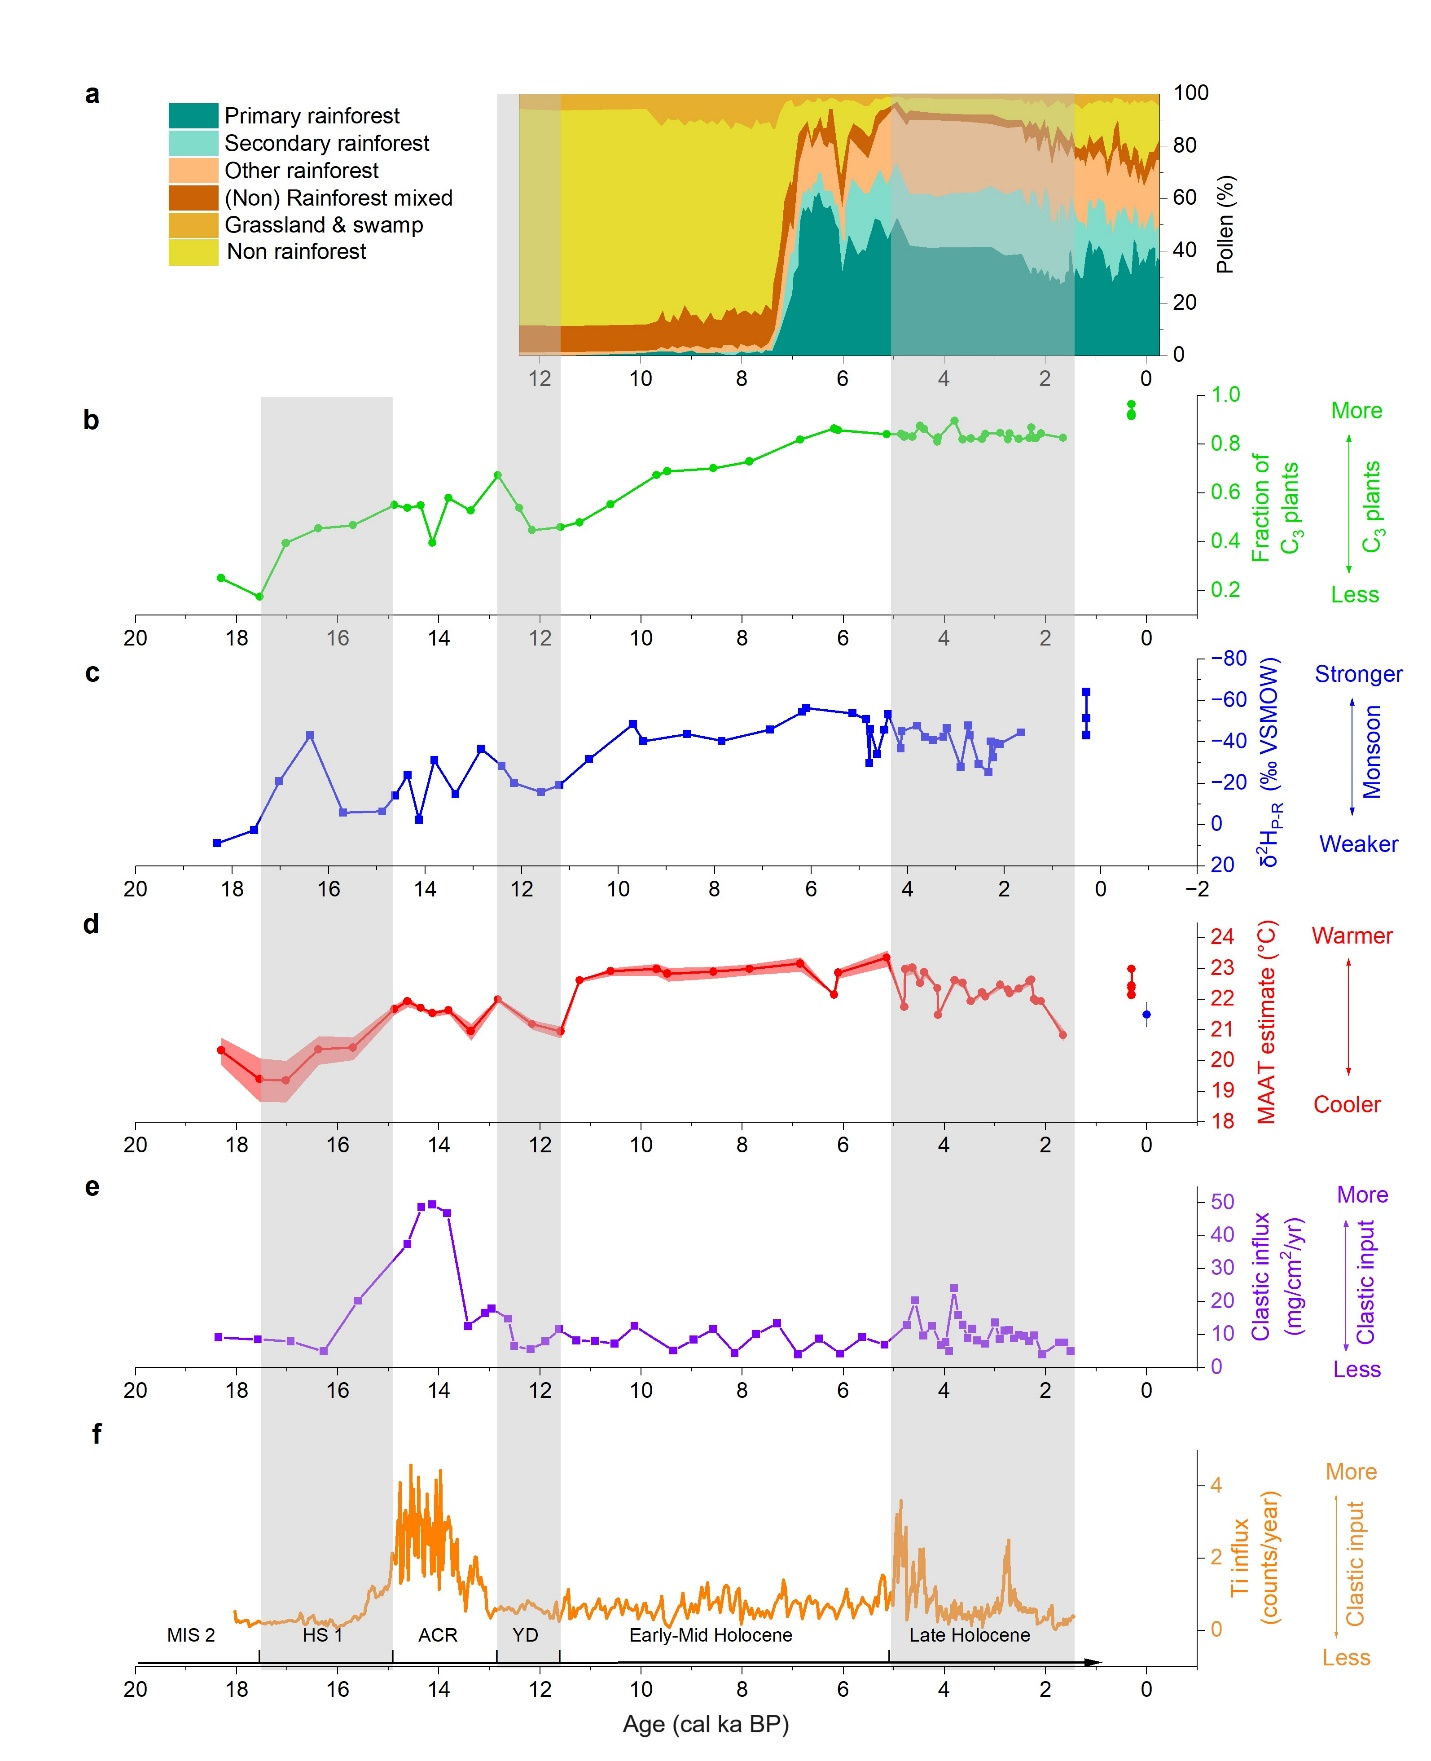 a
Primary rainforest
Secondary rainforest
Other rainforest
(Non) Rainforest mixed
Grassland & swamp
Non rainforest
100
80
60
40
20
0
Pollen (%)
12 10 8 6 4 2 0
b
1.0
0.8
0.6
0.4
0.2
Fraction of
C₃ plants
More
C₃ plants
Less
20 18 16 14 12 10 8 6 4 2 0
c
−80
−60
−40
−20
0
20
δ²H_P-R (‰ VSMOW)
Stronger
Monsoon
Weaker
20 18 16 14 12 10 8 6 4 2 0 −2
d
24
23
22
21
20
19
18
MAAT estimate (°C)
Warmer
Cooler
20 18 16 14 12 10 8 6 4 2 0
e
50
40
30
20
10
0
Clastic influx
(mg/cm²/yr)
More
Clastic input
Less
20 18 16 14 12 10 8 6 4 2 0
f
4
2
0
Ti influx
(counts/year)
More
Clastic input
Less
MIS 2 HS 1 ACR YD Early-Mid Holocene Late Holocene
20 18 16 14 12 10 8 6 4 2 0
Age (cal ka BP)